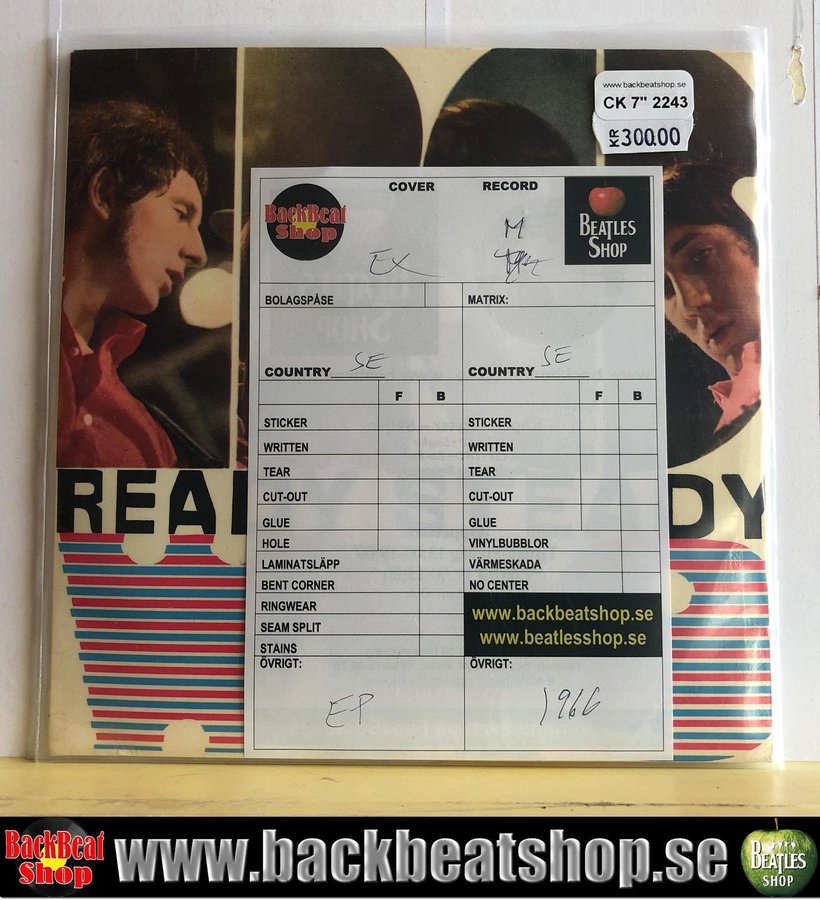 www.backbeatshop.se
CK 7" 2243
KR 300.00
COVER RECORD
BackBeat Shop
BEATLES SHOP
EX
M
BOLAGSPÅSE MATRIX:
COUNTRY SE COUNTRY SE
F B F B
STICKER STICKER
WRITTEN WRITTEN
TEAR TEAR
CUT-OUT CUT-OUT
GLUE GLUE
HOLE VINYLBUBBLOR
LAMINATSLÄPP VÄRMESKADA
BENT CORNER NO CENTER
RINGWEAR
SEAM SPLIT
STAINS
www.backbeatshop.se
www.beatlesshop.se
ÖVRIGT: ÖVRIGT:
EP 1966
REA DY
BackBeat Shop
www.backbeatshop.se
BEATLES SHOP